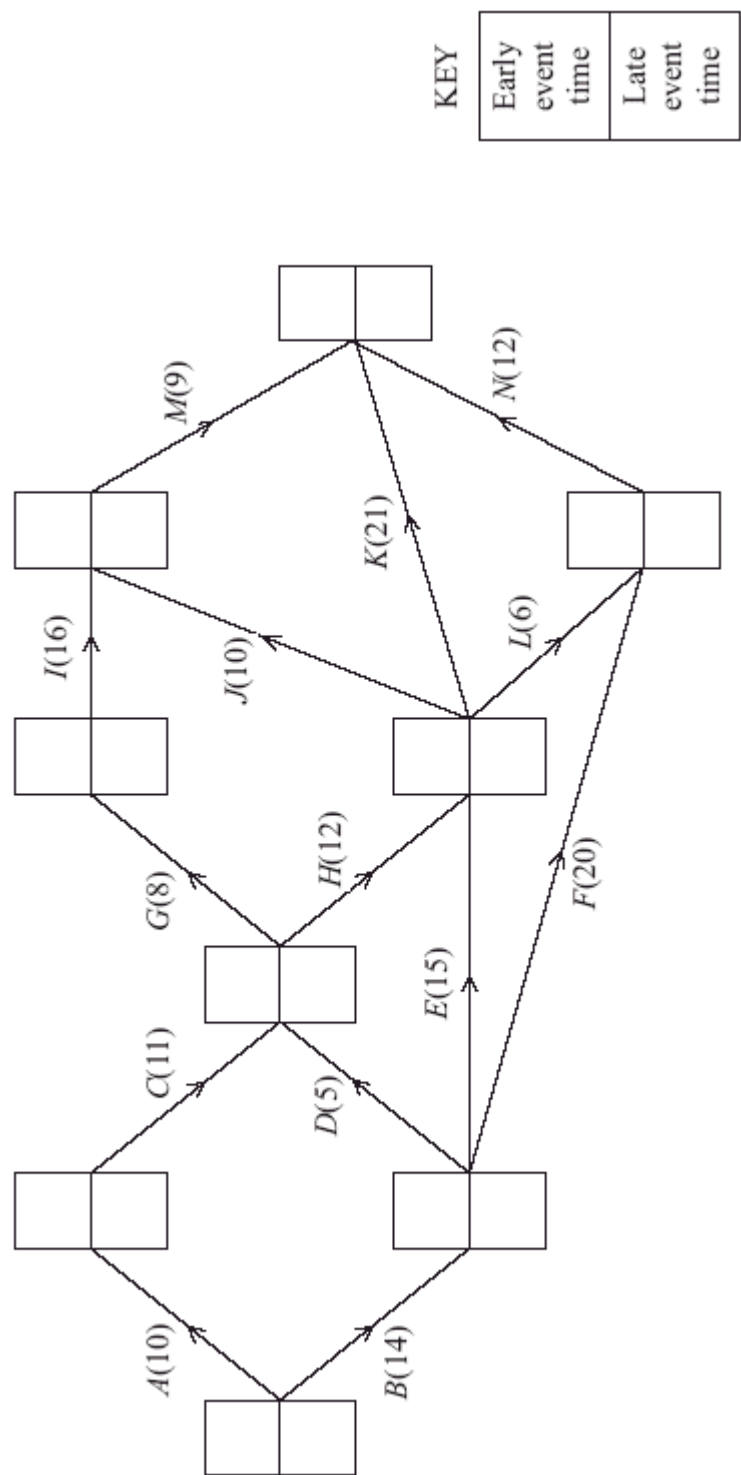 A(10)
B(14)
C(11)
D(5)
E(15)
F(20)
G(8)
H(12)
I(16)
J(10)
K(21)
L(6)
M(9)
N(12)
KEY
Early
event
time
Late
event
time